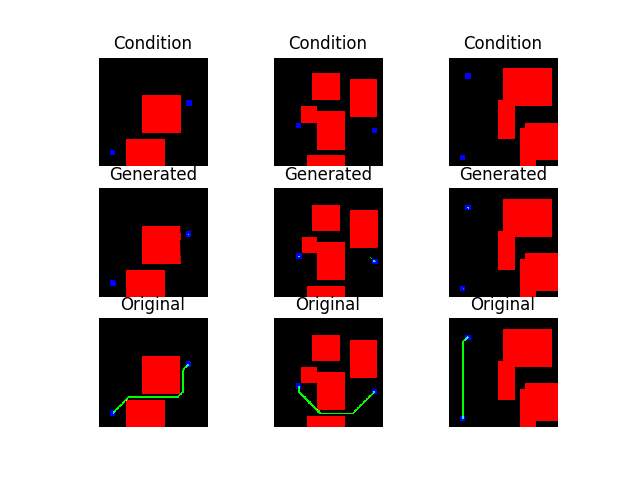 Condition Condition Condition
Generated Generated Generated
Original Original Original